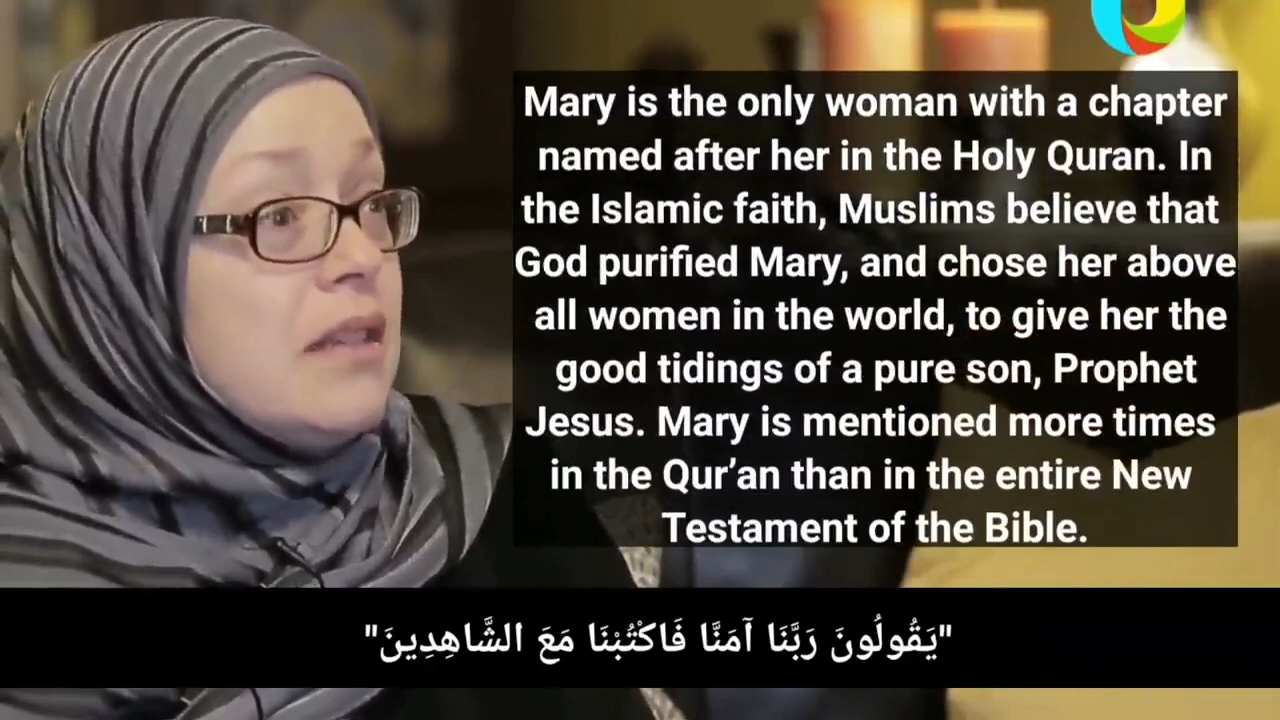 Mary is the only woman with a chapter
named after her in the Holy Quran. In
the Islamic faith, Muslims believe that
God purified Mary, and chose her above
all women in the world, to give her the
good tidings of a pure son, Prophet
Jesus. Mary is mentioned more times
in the Qur’an than in the entire New
Testament of the Bible.
"يَقُولُونَ رَبَّنَا آمَنَّا فَاكْتُبْنَا مَعَ الشَّاهِدِينَ"